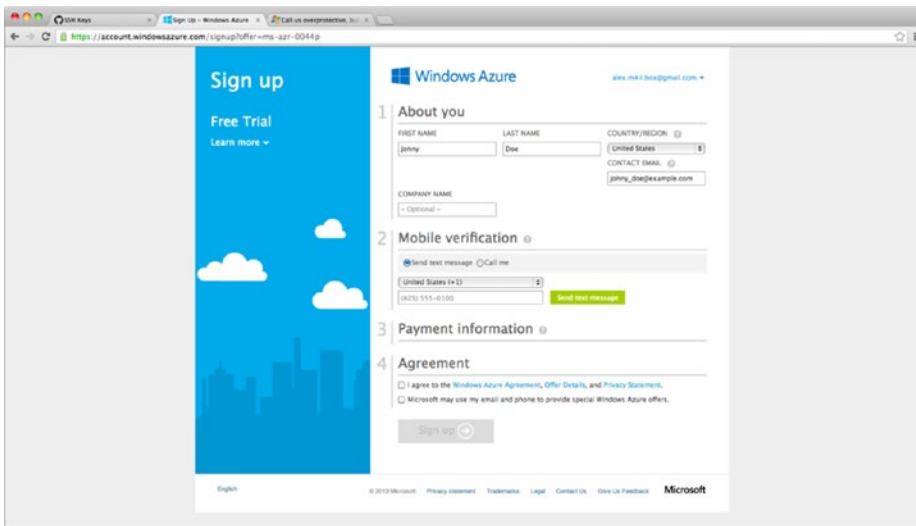 SSH Keys
Sign Up – Windows Azure
Call us overprotective, but
https://account.windowsazure.com/signup?offer=ms-azr-0044p
Sign up
Free Trial
Learn more
Windows Azure
1 About you
FIRST NAME LAST NAME COUNTRY/REGION
Johny Doe United States
CONTACT EMAIL
johny_doe@example.com
COMPANY NAME
– Optional –
2 Mobile verification
Send text message Call me
United States (+1)
(425) 555-0100 Send text message
3 Payment information
4 Agreement
I agree to the Windows Azure Agreement, Offer Details, and Privacy Statement.
Microsoft may use my email and phone to provide special Windows Azure offers.
Sign up
English
© 2013 Microsoft Privacy statement Trademarks Legal Contact Us Give Us Feedback Microsoft